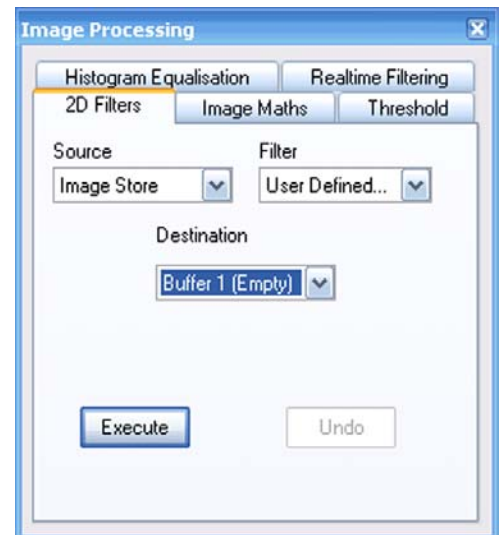 Image Processing
Histogram Equalisation Realtime Filtering
2D Filters Image Maths Threshold
Source Filter
Image Store User Defined...
Destination
Buffer 1 (Empty)
Execute Undo